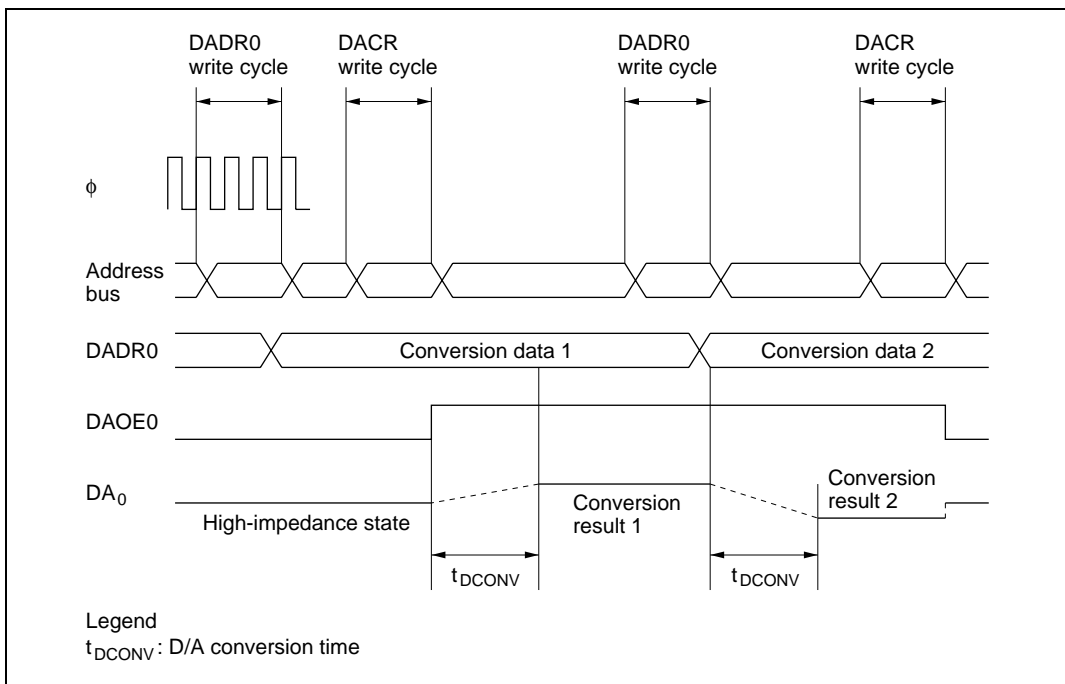 DADR0
write cycle
DACR
write cycle
DADR0
write cycle
DACR
write cycle
ϕ
Address
bus
DADR0
Conversion data 1
Conversion data 2
DAOE0
DA0
High-impedance state
Conversion
result 1
Conversion
result 2
tDCONV
tDCONV
Legend
tDCONV : D/A conversion time